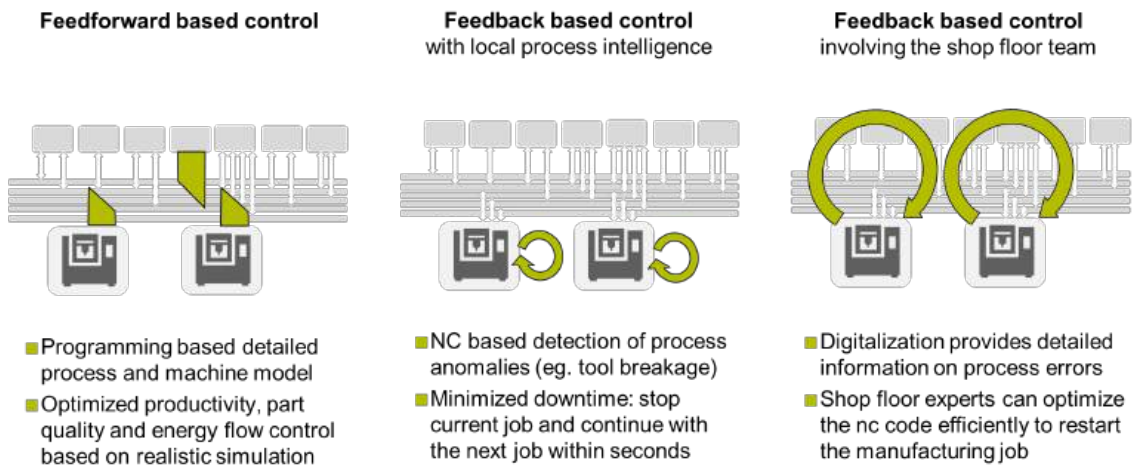 Feedforward based control
Feedback based control
with local process intelligence
Feedback based control
involving the shop floor team
Programming based detailed
process and machine model
Optimized productivity, part
quality and energy flow control
based on realistic simulation
NC based detection of process
anomalies (eg. tool breakage)
Minimized downtime: stop
current job and continue with
the next job within seconds
Digitalization provides detailed
information on process errors
Shop floor experts can optimize
the nc code efficiently to restart
the manufacturing job